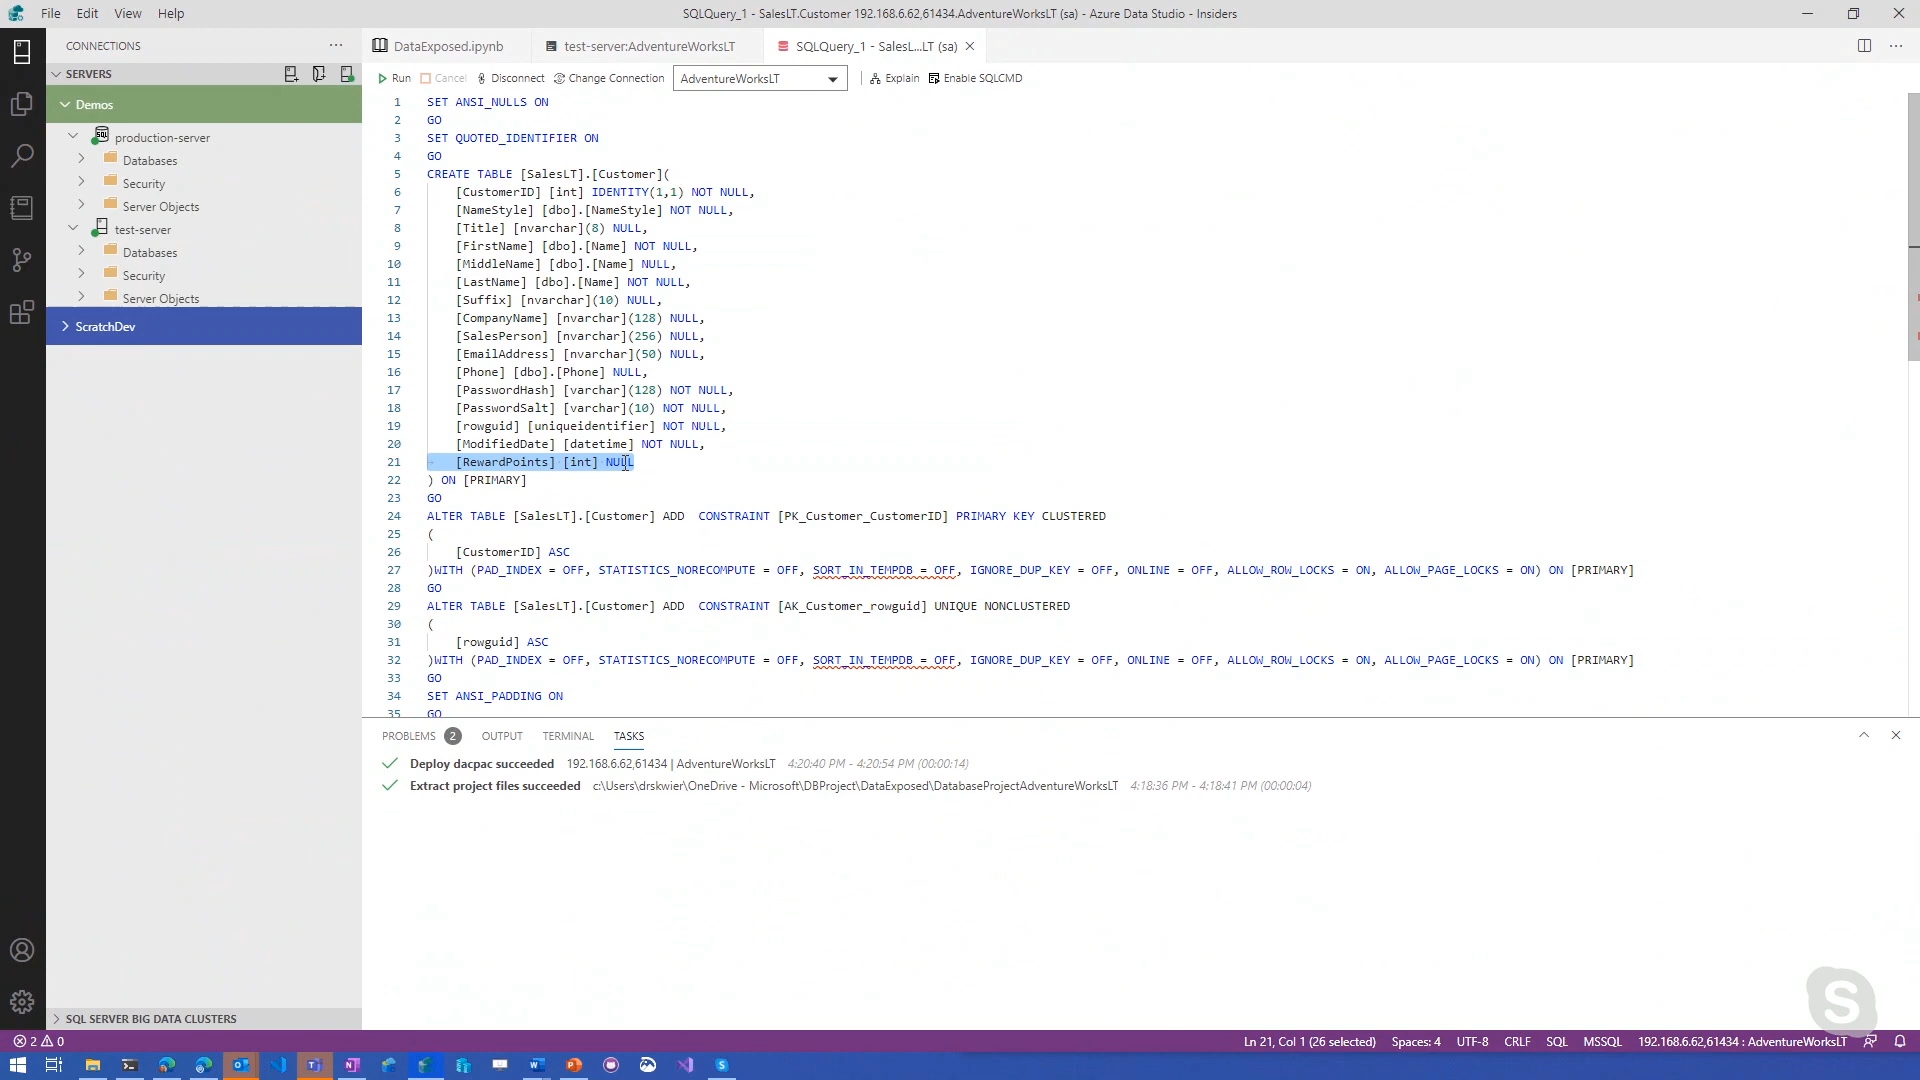 File Edit View Help
SQLQuery_1 - SalesLT.Customer 192.168.6.62,61434.AdventureWorksLT (sa) - Azure Data Studio - Insiders
CONNECTIONS
SERVERS
Demos
production-server
Databases
Security
Server Objects
test-server
Databases
Security
Server Objects
ScratchDev
SQL SERVER BIG DATA CLUSTERS
DataExposed.ipynb
test-server:AdventureWorksLT
SQLQuery_1 - SalesL...LT (sa)
Run Cancel Disconnect Change Connection AdventureWorksLT Explain Enable SQLCMD
1 SET ANSI_NULLS ON
2 GO
3 SET QUOTED_IDENTIFIER ON
4 GO
5 CREATE TABLE [SalesLT].[Customer](
6 [CustomerID] [int] IDENTITY(1,1) NOT NULL,
7 [NameStyle] [dbo].[NameStyle] NOT NULL,
8 [Title] [nvarchar](8) NULL,
9 [FirstName] [dbo].[Name] NOT NULL,
10 [MiddleName] [dbo].[Name] NULL,
11 [LastName] [dbo].[Name] NOT NULL,
12 [Suffix] [nvarchar](10) NULL,
13 [CompanyName] [nvarchar](128) NULL,
14 [SalesPerson] [nvarchar](256) NULL,
15 [EmailAddress] [nvarchar](50) NULL,
16 [Phone] [dbo].[Phone] NULL,
17 [PasswordHash] [varchar](128) NOT NULL,
18 [PasswordSalt] [varchar](10) NOT NULL,
19 [rowguid] [uniqueidentifier] NOT NULL,
20 [ModifiedDate] [datetime] NOT NULL,
21 [RewardPoints] [int] NULL
22 ) ON [PRIMARY]
23 GO
24 ALTER TABLE [SalesLT].[Customer] ADD CONSTRAINT [PK_Customer_CustomerID] PRIMARY KEY CLUSTERED
25 (
26 [CustomerID] ASC
27 )WITH (PAD_INDEX = OFF, STATISTICS_NORECOMPUTE = OFF, SORT_IN_TEMPDB = OFF, IGNORE_DUP_KEY = OFF, ONLINE = OFF, ALLOW_ROW_LOCKS = ON, ALLOW_PAGE_LOCKS = ON) ON [PRIMARY]
28 GO
29 ALTER TABLE [SalesLT].[Customer] ADD CONSTRAINT [AK_Customer_rowguid] UNIQUE NONCLUSTERED
30 (
31 [rowguid] ASC
32 )WITH (PAD_INDEX = OFF, STATISTICS_NORECOMPUTE = OFF, SORT_IN_TEMPDB = OFF, IGNORE_DUP_KEY = OFF, ONLINE = OFF, ALLOW_ROW_LOCKS = ON, ALLOW_PAGE_LOCKS = ON) ON [PRIMARY]
33 GO
34 SET ANSI_PADDING ON
35 GO
PROBLEMS 2 OUTPUT TERMINAL TASKS
Deploy dacpac succeeded 192.168.6.62,61434 | AdventureWorksLT 4:20:40 PM - 4:20:54 PM (00:00:14)
Extract project files succeeded c:\Users\drskwier\OneDrive - Microsoft\DBProject\DataExposed\DatabaseProjectAdventureWorksLT 4:18:36 PM - 4:18:41 PM (00:00:04)
2 0
Ln 21, Col 1 (26 selected) Spaces: 4 UTF-8 CRLF SQL MSSQL 192.168.6.62,61434 : AdventureWorksLT